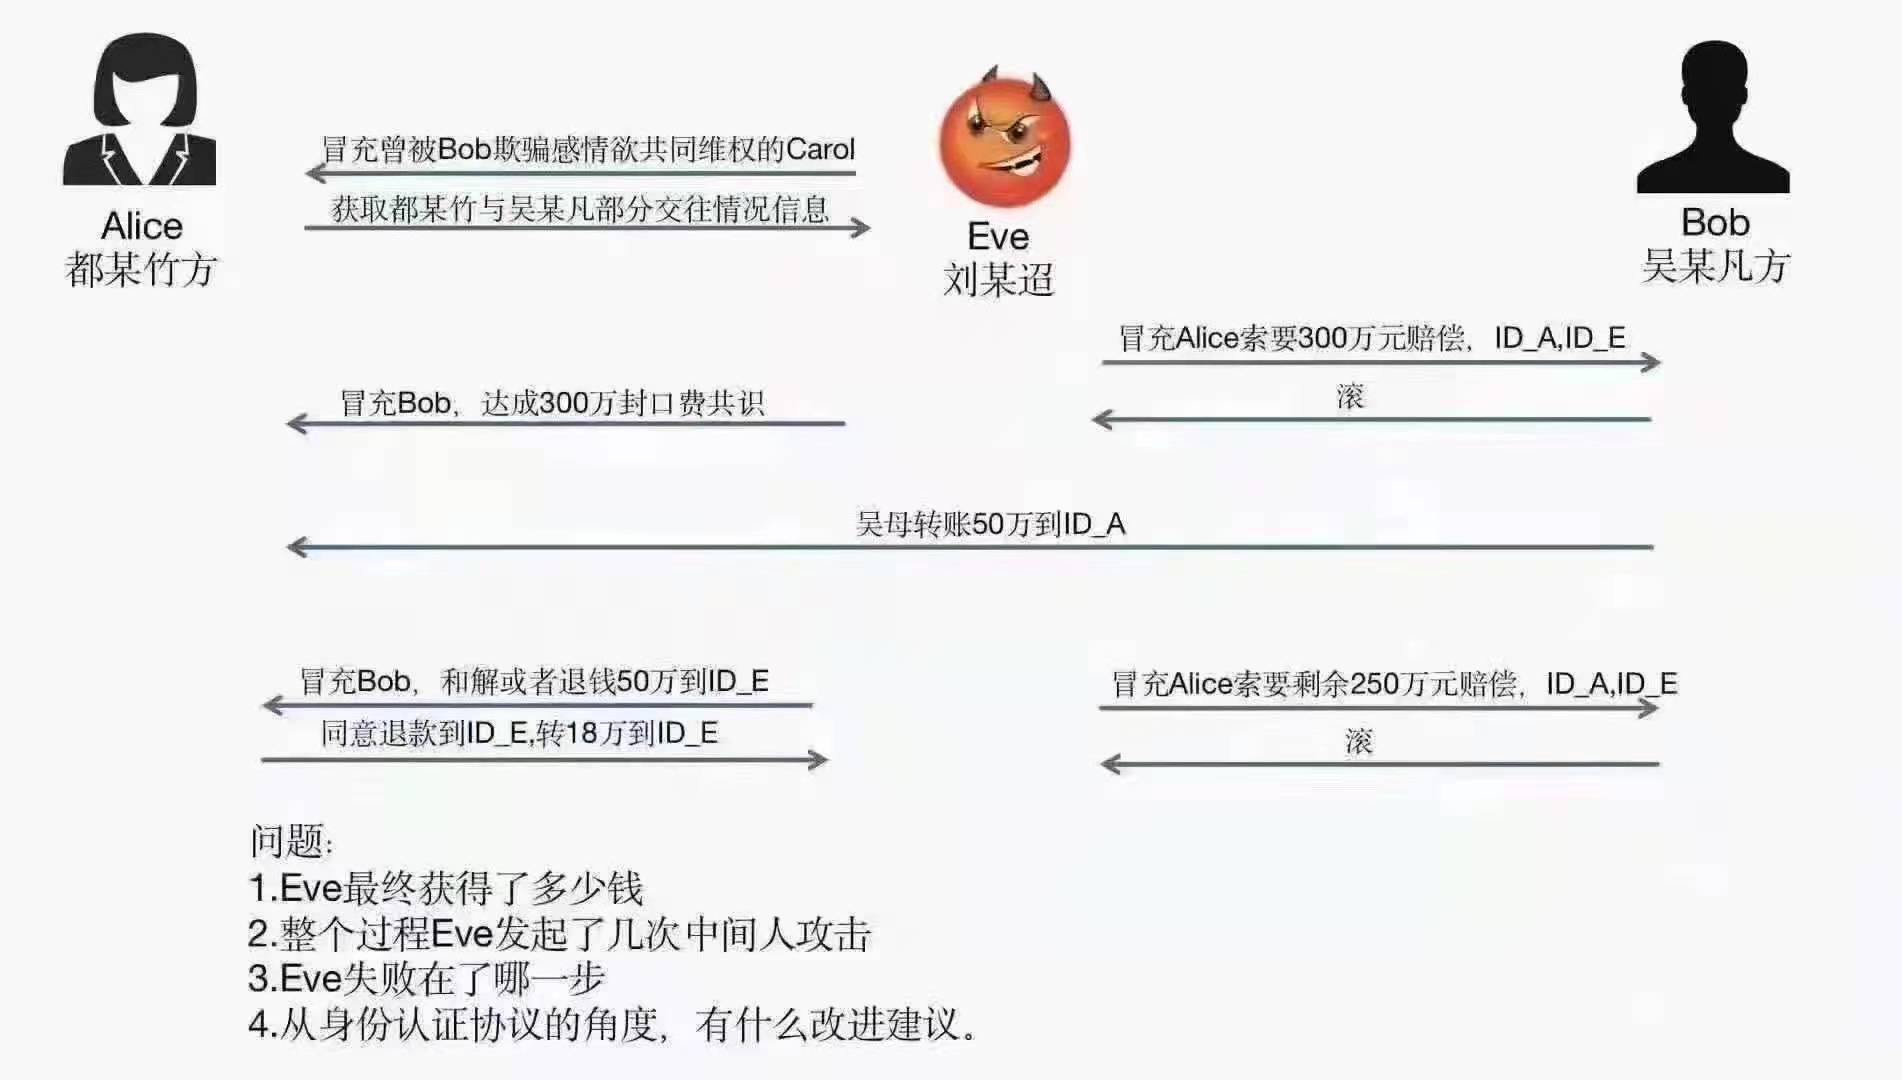 冒充曾被Bob欺骗感情欲共同维权的Carol
获取都某竹与吴某凡部分交往情况信息
Alice
都某竹方
Eve
刘某迢
Bob
吴某凡方
冒充Alice索要300万元赔偿，ID_A,ID_E
滚
冒充Bob，达成300万封口费共识
吴母转账50万到ID_A
冒充Bob，和解或者退钱50万到ID_E
同意退款到ID_E,转18万到ID_E
冒充Alice索要剩余250万元赔偿，ID_A,ID_E
滚
问题：
1.Eve最终获得了多少钱
2.整个过程Eve发起了几次中间人攻击
3.Eve失败在了哪一步
4.从身份认证协议的角度，有什么改进建议。